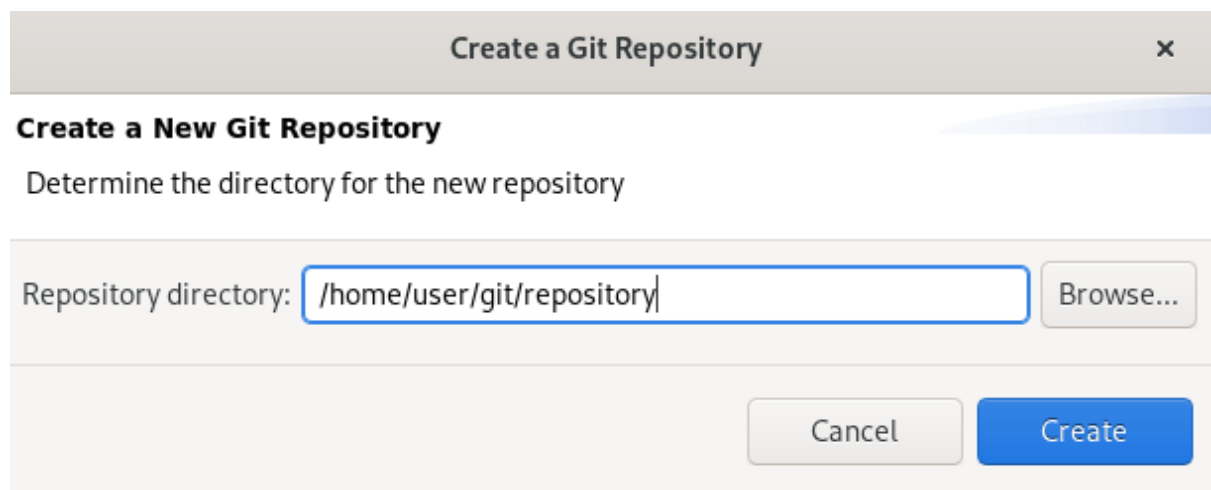 Create a Git Repository ×
Create a New Git Repository
Determine the directory for the new repository
Repository directory: /home/user/git/repository Browse...
Cancel Create